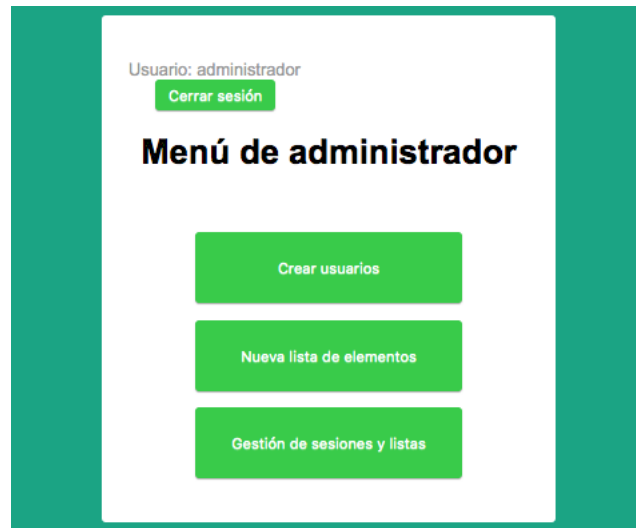 Usuario: administrador
Cerrar sesión
Menú de administrador
Crear usuarios
Nueva lista de elementos
Gestión de sesiones y listas